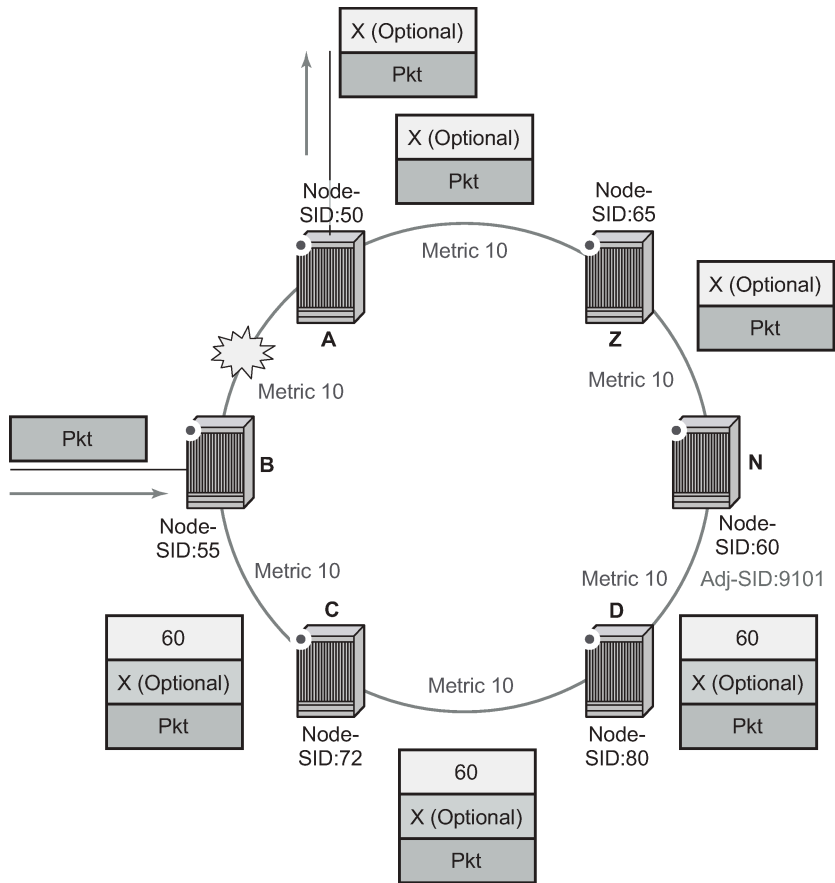 X (Optional)
Pkt
X (Optional)
Pkt
Node-
SID:50
Node-
SID:65
Metric 10
X (Optional)
Pkt
A
Z
Metric 10
Metric 10
Pkt
B
N
Node-
SID:55
Node-
SID:60
Metric 10
Metric 10
Adj-SID:9101
C
D
60
X (Optional)
Pkt
60
X (Optional)
Pkt
Metric 10
Node-
SID:72
Node-
SID:80
60
X (Optional)
Pkt